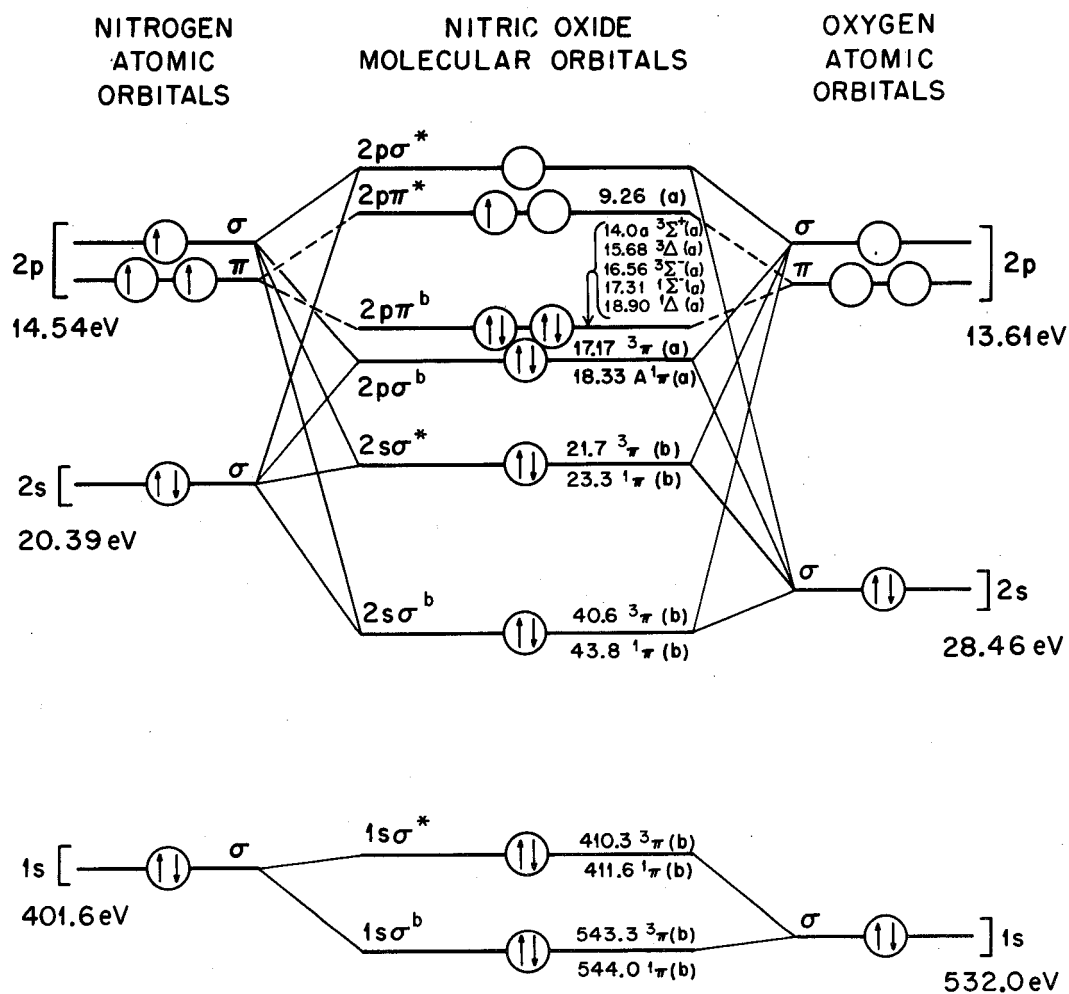 NITROGEN
ATOMIC
ORBITALS
NITRIC OXIDE
MOLECULAR ORBITALS
OXYGEN
ATOMIC
ORBITALS
2pσ*
2pπ*
9.26 (a)
14.0a ³Σ⁺(a)
15.68 ³Δ (a)
16.56 ³Σ⁻(a)
17.31 ¹Σ⁻(a)
18.90 ¹Δ (a)
2p
σ
π
14.54eV
σ
π
2p
13.61eV
2pπᵇ
17.17 ³π (a)
2pσᵇ
18.33 A¹π(a)
2sσ*
21.7 ³π (b)
23.3 ¹π (b)
2s
σ
20.39eV
σ
2s
28.46 eV
2sσᵇ
40.6 ³π (b)
43.8 ¹π (b)
1sσ*
410.3 ³π(b)
411.6 ¹π(b)
1s
σ
401.6eV
1sσᵇ
543.3 ³π(b)
544.0 ¹π(b)
σ
1s
532.0eV